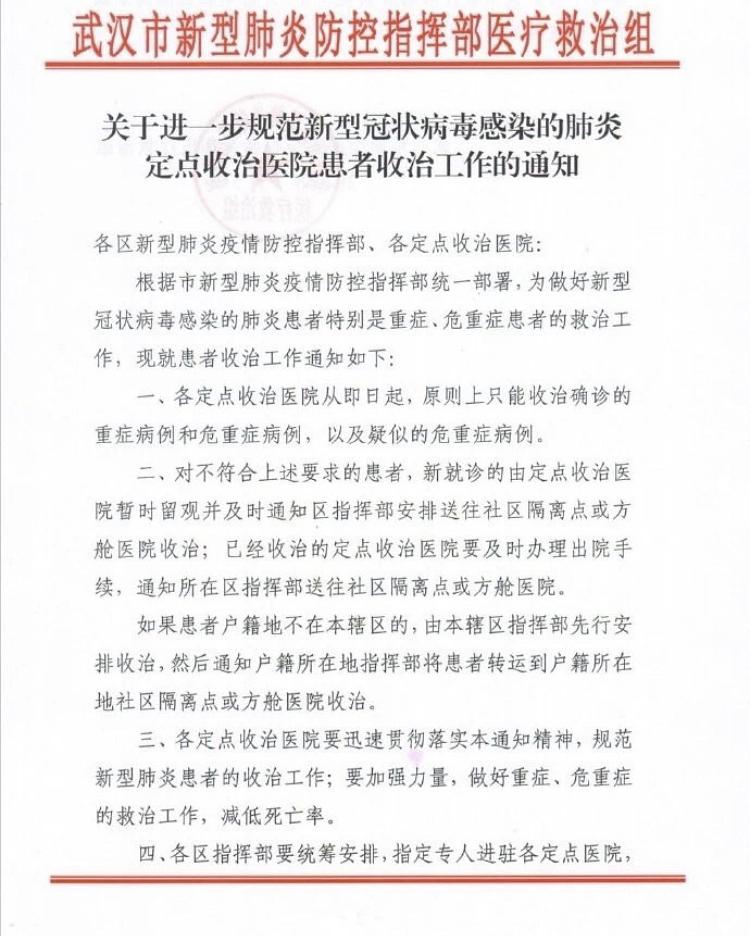 武汉市新型肺炎防控指挥部医疗救治组
关于进一步规范新型冠状病毒感染的肺炎
定点收治医院患者收治工作的通知
各区新型肺炎疫情防控指挥部、各定点收治医院：
根据市新型肺炎疫情防控指挥部统一部署，为做好新型
冠状病毒感染的肺炎患者特别是重症、危重症患者的救治工
作，现就患者收治工作通知如下：
一、各定点收治医院从即日起，原则上只能收治确诊的
重症病例和危重症病例，以及疑似的危重症病例。
二、对不符合上述要求的患者，新就诊的由定点收治医
院暂时留观并及时通知区指挥部安排送往社区隔离点或方
舱医院收治；已经收治的定点收治医院要及时办理出院手
续，通知所在区指挥部送往社区隔离点或方舱医院。
如果患者户籍地不在本辖区的，由本辖区指挥部先行安
排收治，然后通知户籍所在地指挥部将患者转运到户籍所在
地社区隔离点或方舱医院收治。
三、各定点收治医院要迅速贯彻落实本通知精神，规范
新型肺炎患者的收治工作；要加强力量，做好重症、危重症
的救治工作，减低死亡率。
四、各区指挥部要统筹安排，指定专人进驻各定点医院，